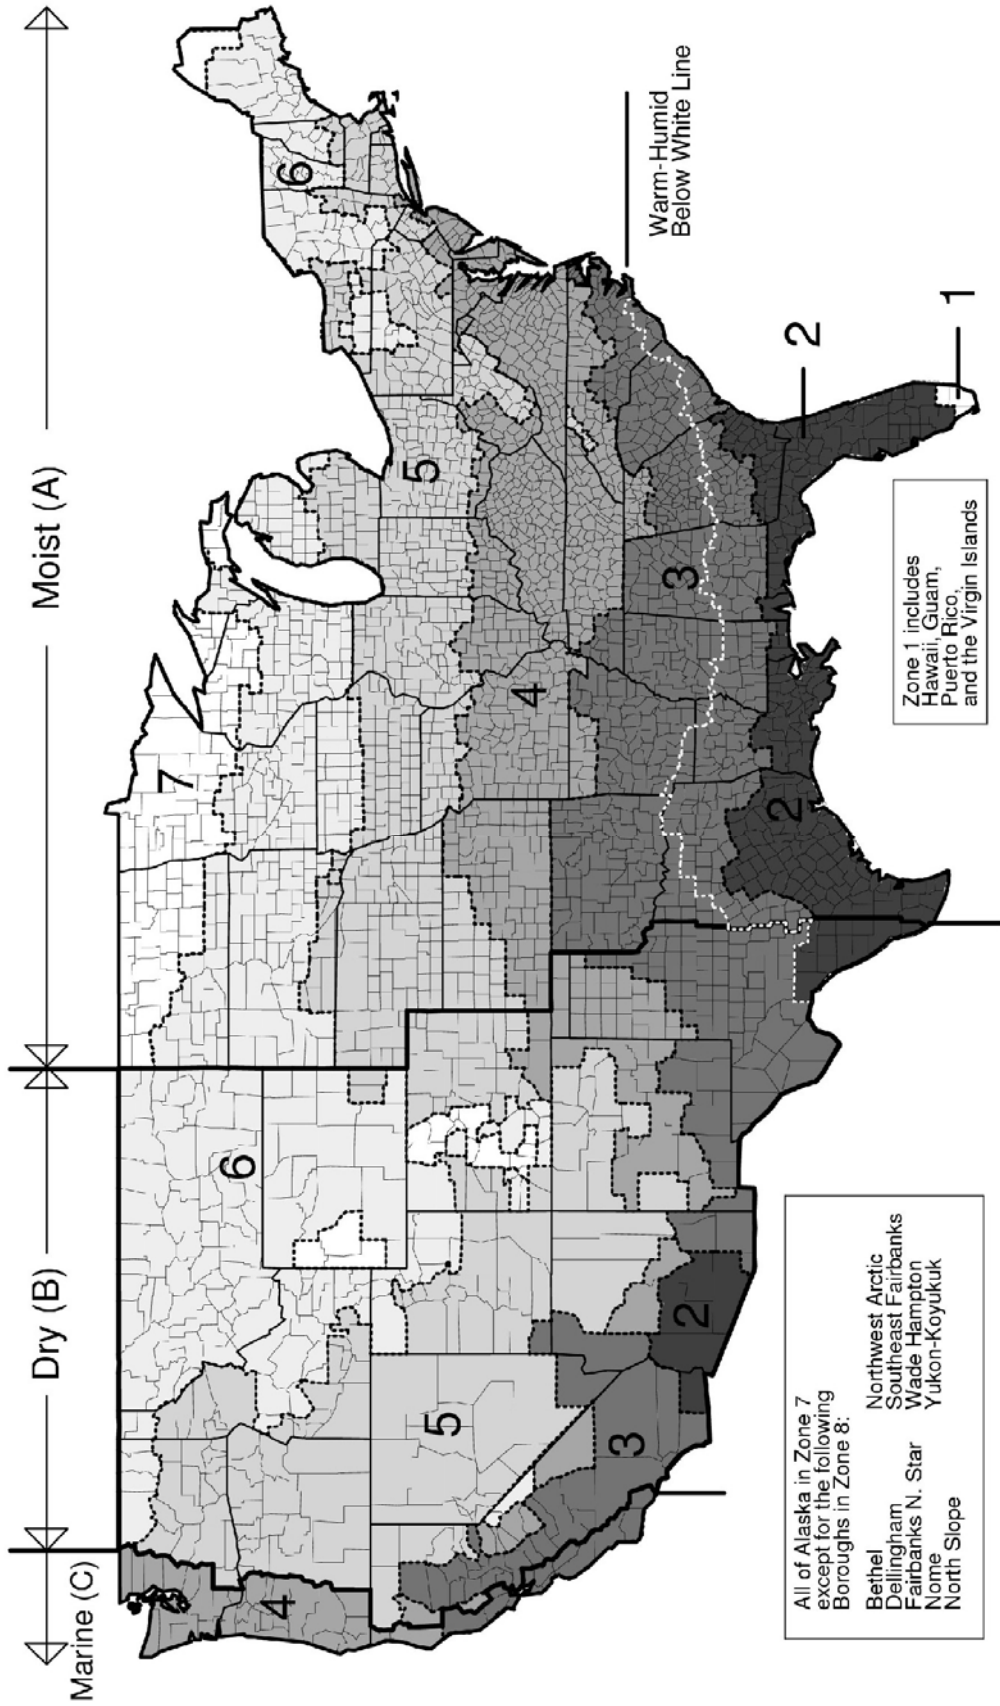 Marine (C)
Dry (B)
Moist (A)
7
6
6
5
5
4
4
3
3
2
2
2
1
Warm-Humid
Below White Line
All of Alaska in Zone 7
except for the following
Boroughs in Zone 8:
Bethel
Dellingham
Fairbanks N. Star
Nome
North Slope
Northwest Arctic
Southeast Fairbanks
Wade Hampton
Yukon-Koyukuk
Zone 1 includes
Hawaii, Guam,
Puerto Rico,
and the Virgin Islands